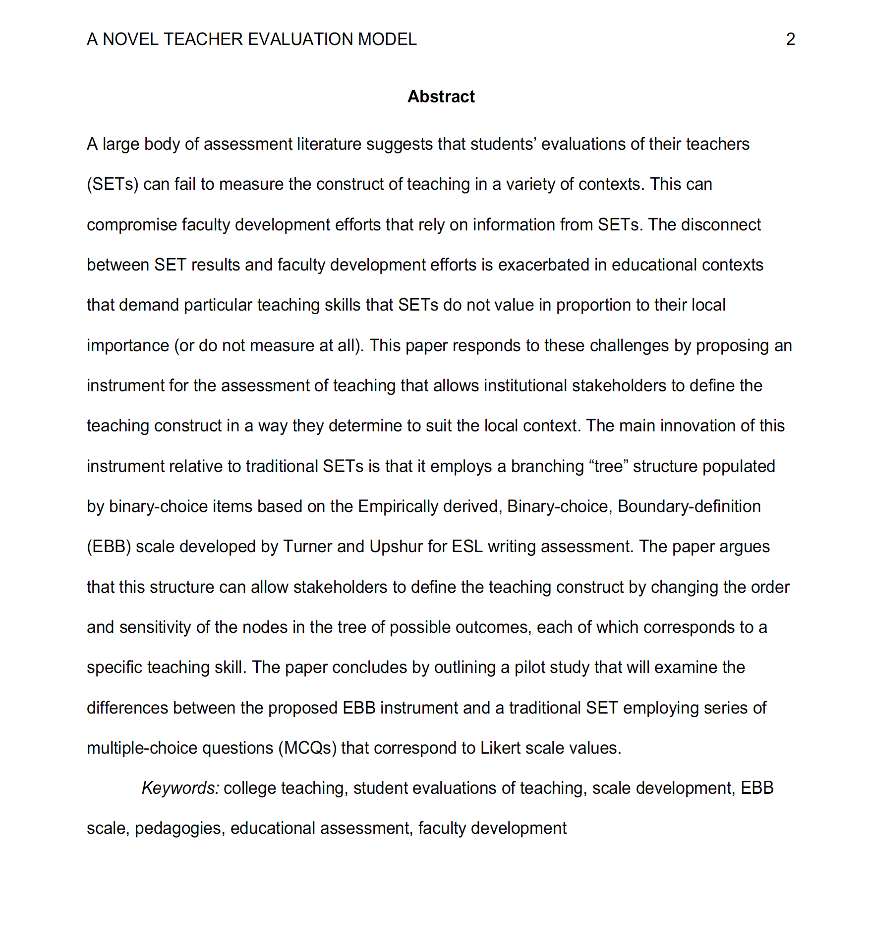 A NOVEL TEACHER EVALUATION MODEL 2
Abstract
A large body of assessment literature suggests that students’ evaluations of their teachers
(SETs) can fail to measure the construct of teaching in a variety of contexts. This can
compromise faculty development efforts that rely on information from SETs. The disconnect
between SET results and faculty development efforts is exacerbated in educational contexts
that demand particular teaching skills that SETs do not value in proportion to their local
importance (or do not measure at all). This paper responds to these challenges by proposing an
instrument for the assessment of teaching that allows institutional stakeholders to define the
teaching construct in a way they determine to suit the local context. The main innovation of this
instrument relative to traditional SETs is that it employs a branching “tree” structure populated
by binary-choice items based on the Empirically derived, Binary-choice, Boundary-definition
(EBB) scale developed by Turner and Upshur for ESL writing assessment. The paper argues
that this structure can allow stakeholders to define the teaching construct by changing the order
and sensitivity of the nodes in the tree of possible outcomes, each of which corresponds to a
specific teaching skill. The paper concludes by outlining a pilot study that will examine the
differences between the proposed EBB instrument and a traditional SET employing series of
multiple-choice questions (MCQs) that correspond to Likert scale values.
Keywords: college teaching, student evaluations of teaching, scale development, EBB
scale, pedagogies, educational assessment, faculty development